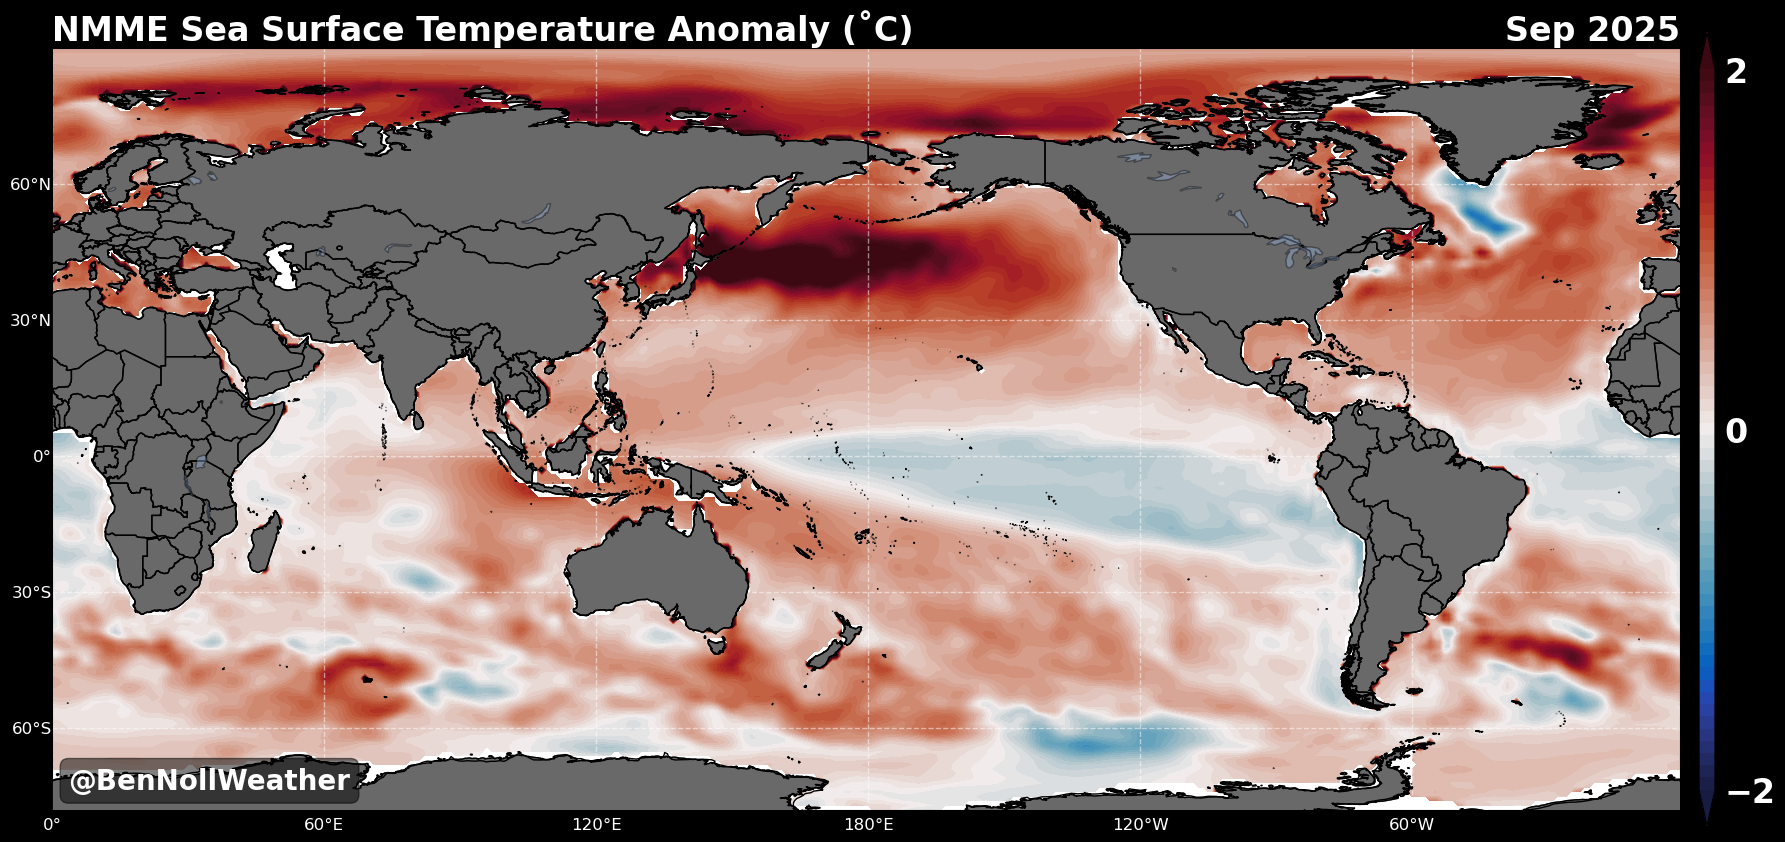 NMME Sea Surface Temperature Anomaly (˚C)
Sep 2025
2
0
−2
60°N
30°N
0°
30°S
60°S
@BenNollWeather
0°
60°E
120°E
180°E
120°W
60°W